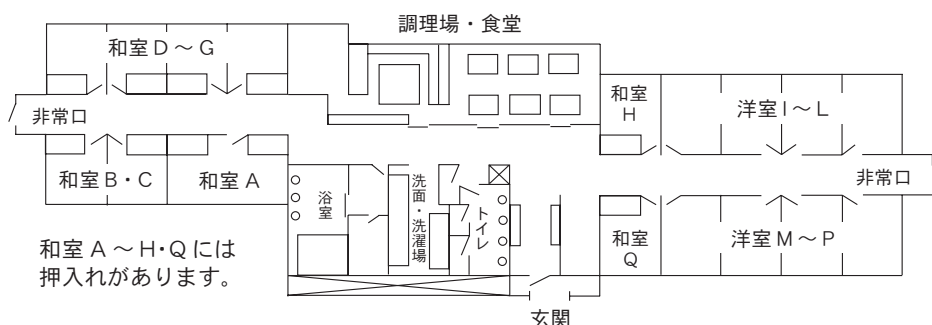 調理場・食堂
和室 D ～ G
和室
H
洋室 I ～ L
非常口
和室 B・C
和室 A
浴室
洗面・洗濯場
トイレ
非常口
和室
Q
洋室 M ～ P
和室 A ～ H・Q には
押入れがあります。
玄関